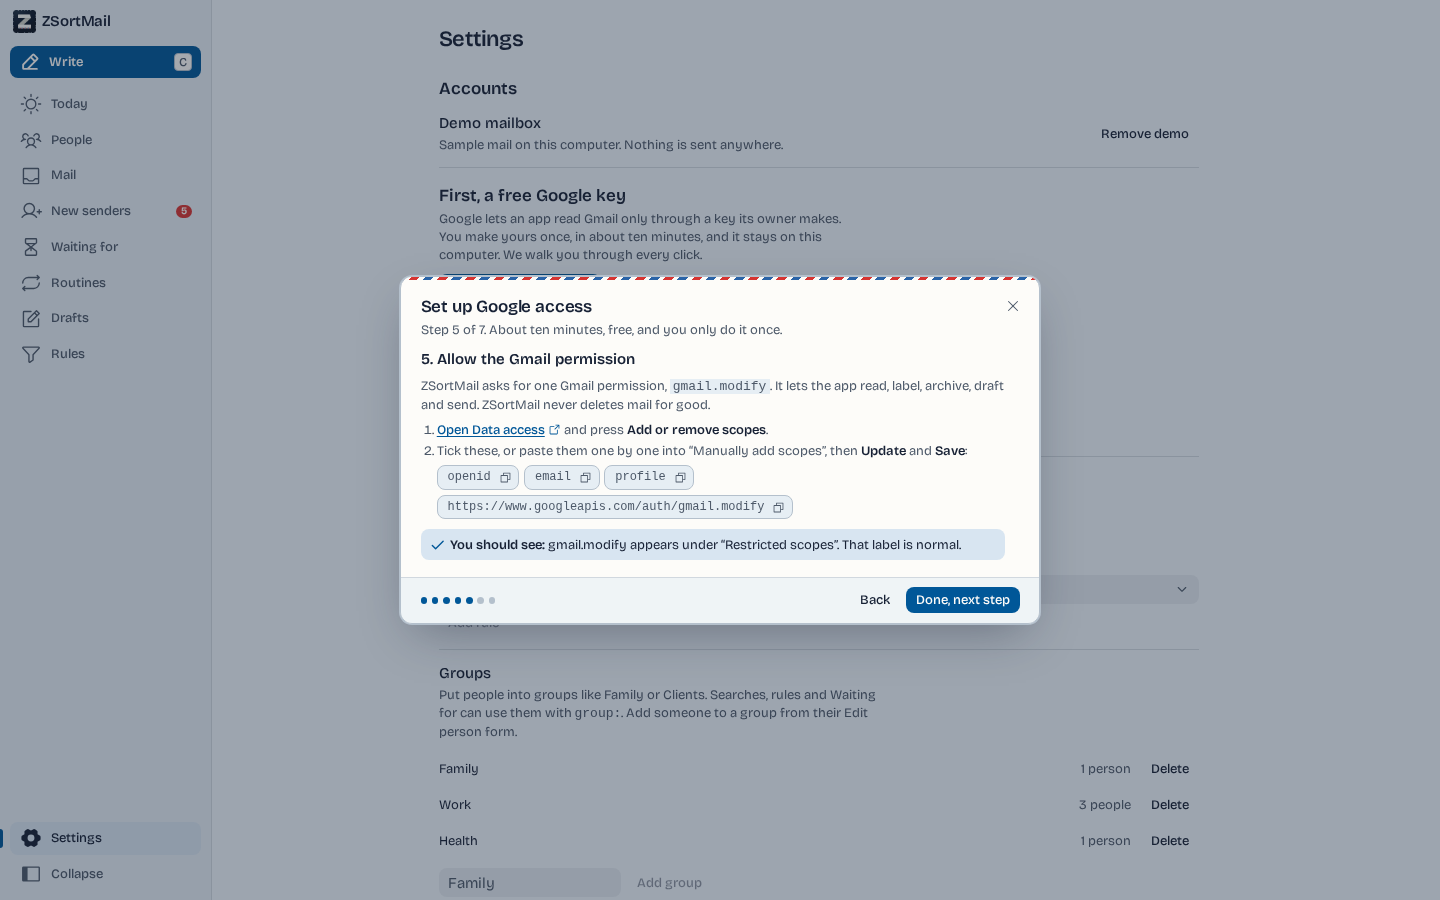 ZSortMail
Write
C
Today
People
Mail
New senders
5
Waiting for
Routines
Drafts
Rules
Settings
Collapse
Settings
Accounts
Demo mailbox
Sample mail on this computer. Nothing is sent anywhere.
Remove demo
First, a free Google key
Google lets an app read Gmail only through a key its owner makes.
You make yours once, in about ten minutes, and it stays on this
computer. We walk you through every click.
Set up Google access
Step 5 of 7. About ten minutes, free, and you only do it once.
5. Allow the Gmail permission
ZSortMail asks for one Gmail permission, gmail.modify. It lets the app read, label, archive, draft
and send. ZSortMail never deletes mail for good.
1. Open Data access and press Add or remove scopes.
2. Tick these, or paste them one by one into “Manually add scopes”, then Update and Save:
openid email profile
https://www.googleapis.com/auth/gmail.modify
You should see: gmail.modify appears under “Restricted scopes”. That label is normal.
Back
Done, next step
Groups
Put people into groups like Family or Clients. Searches, rules and Waiting
for can use them with group:. Add someone to a group from their Edit
person form.
Family 1 person Delete
Work 3 people Delete
Health 1 person Delete
Family Add group